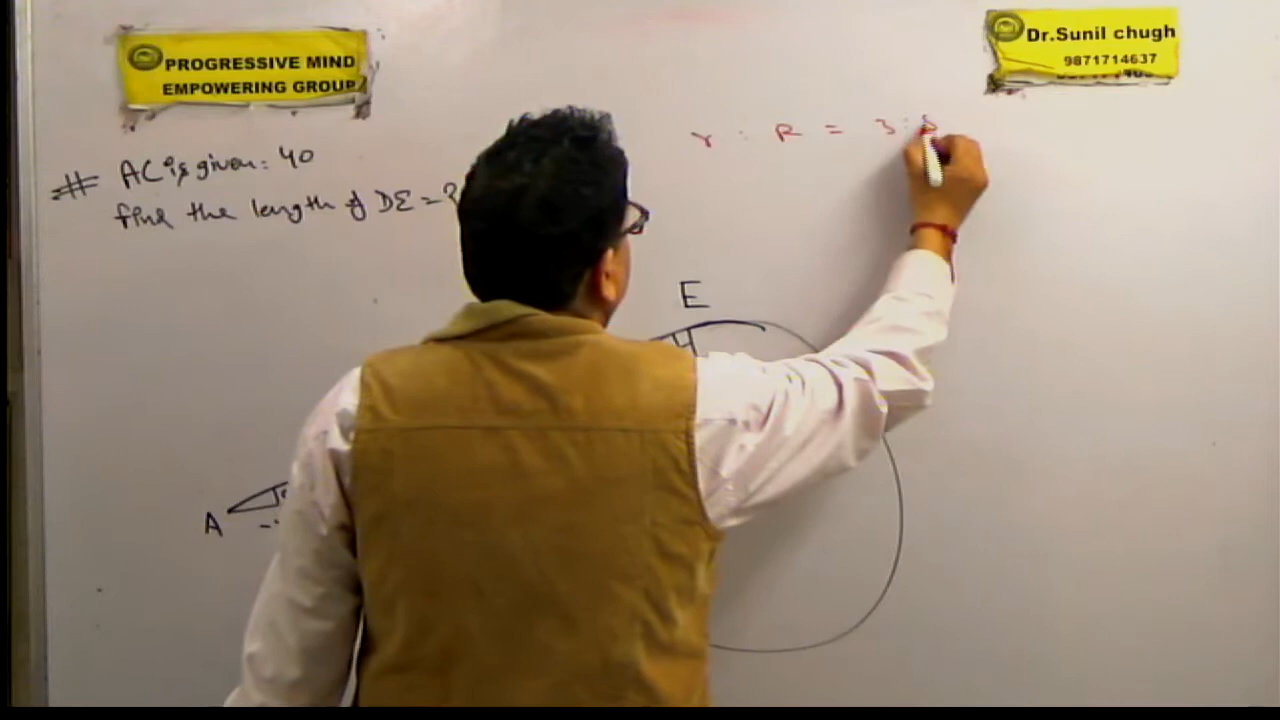 PROGRESSIVE MIND
EMPOWERING GROUP
Dr.Sunil chugh
9871714637
r : R = 3 :
# AC is given = 40
find the length of DE = ?
E
A